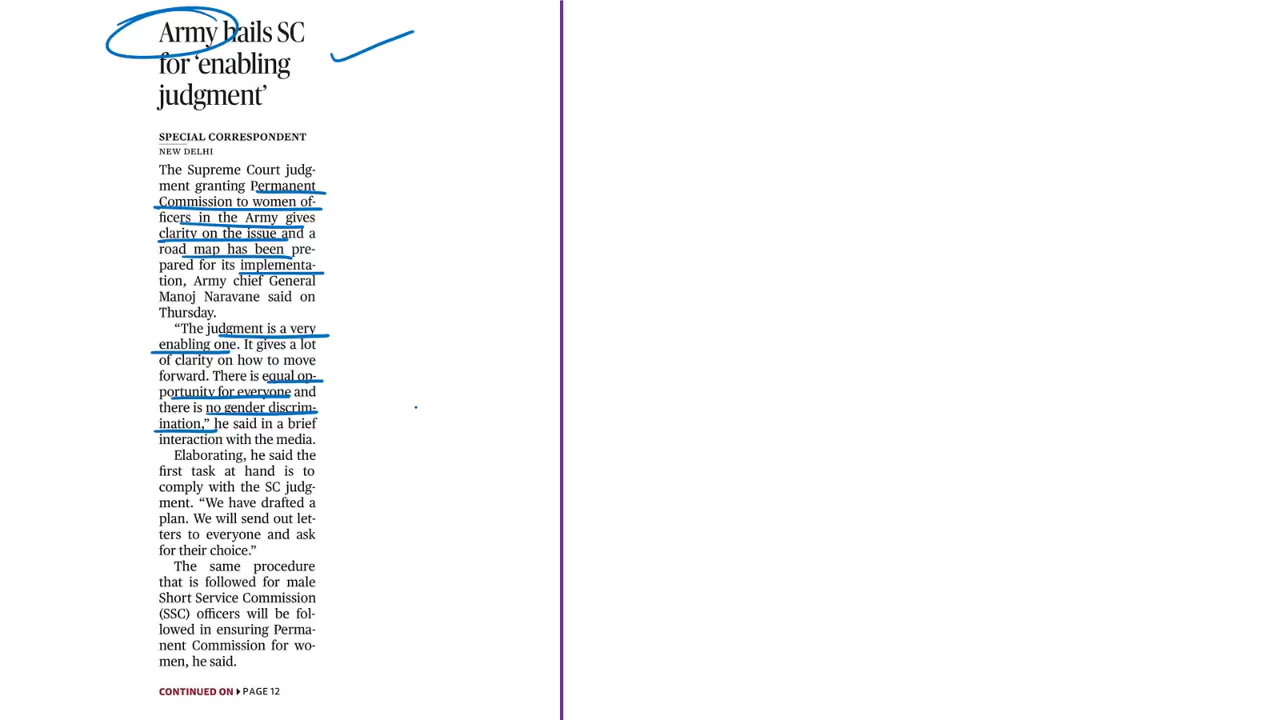 Army hails SC
for ‘enabling
judgment’
SPECIAL CORRESPONDENT
NEW DELHI
The Supreme Court judg-
ment granting Permanent
Commission to women of-
ficers in the Army gives
clarity on the issue and a
road map has been pre-
pared for its implementa-
tion, Army chief General
Manoj Naravane said on
Thursday.
“The judgment is a very
enabling one. It gives a lot
of clarity on how to move
forward. There is equal op-
portunity for everyone and
there is no gender discrim-
ination,” he said in a brief
interaction with the media.
Elaborating, he said the
first task at hand is to
comply with the SC judg-
ment. “We have drafted a
plan. We will send out let-
ters to everyone and ask
for their choice.”
The same procedure
that is followed for male
Short Service Commission
(SSC) officers will be fol-
lowed in ensuring Perma-
nent Commission for wo-
men, he said.
CONTINUED ON PAGE 12